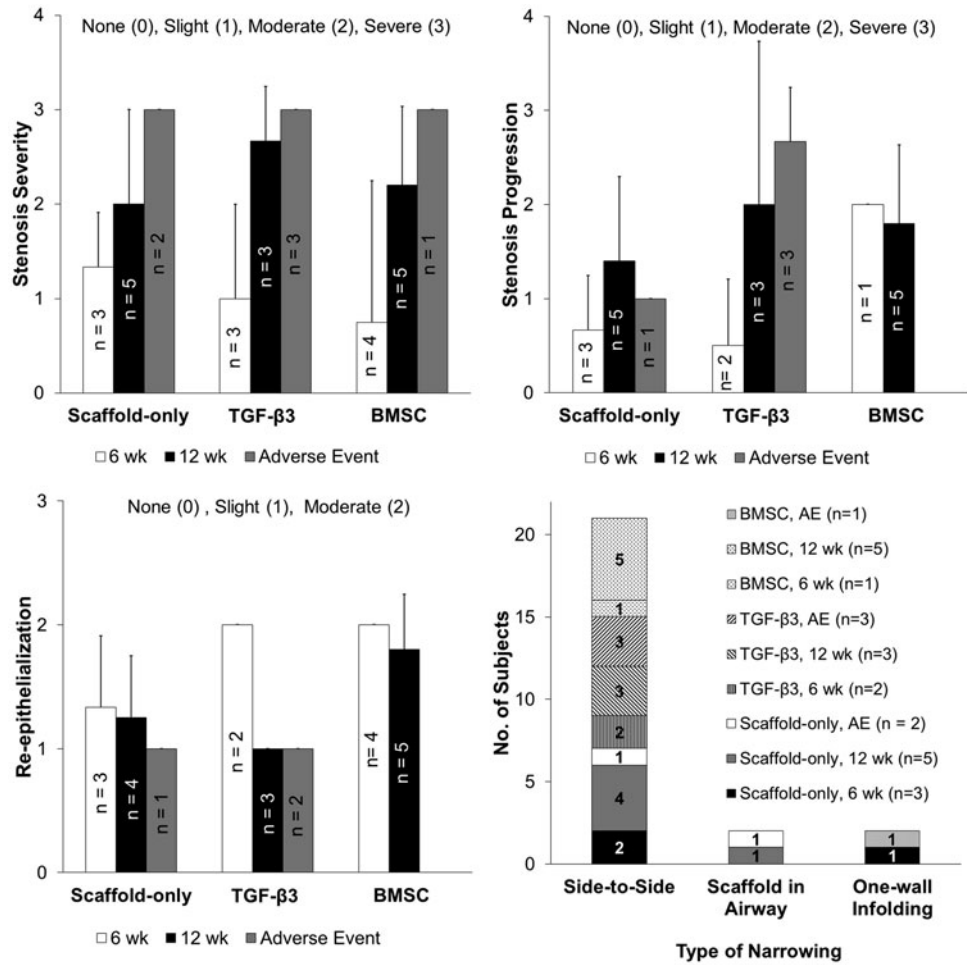 None (0), Slight (1), Moderate (2), Severe (3)
Stenosis Severity
4
3
2
1
0
n = 3
n = 5
n = 2
n = 3
n = 3
n = 3
n = 4
n = 5
n = 1
Scaffold-only TGF-β3 BMSC
6 wk 12 wk Adverse Event
None (0), Slight (1), Moderate (2), Severe (3)
Stenosis Progression
4
3
2
1
0
n = 3
n = 5
n = 1
n= 2
n = 3
n = 3
n = 1
n = 5
Scaffold-only TGF-β3 BMSC
6 wk 12 wk Adverse Event
None (0) , Slight (1), Moderate (2)
Re-epithelialization
3
2
1
0
n = 3
n = 4
n = 1
n = 2
n = 3
n = 2
n = 4
n = 5
Scaffold-only TGF-β3 BMSC
6 wk 12 wk Adverse Event
No. of Subjects
20
15
10
5
0
5
1
3
3
2
1
4
2
1
1
1
1
BMSC, AE (n=1)
BMSC, 12 wk (n=5)
BMSC, 6 wk (n=1)
TGF-β3, AE (n=3)
TGF-β3, 12 wk (n=3)
TGF-β3, 6 wk (n=2)
Scaffold-only, AE (n = 2)
Scaffold-only, 12 wk (n=5)
Scaffold-only, 6 wk (n=3)
Side-to-Side Scaffold in One-wall
Airway Infolding
Type of Narrowing